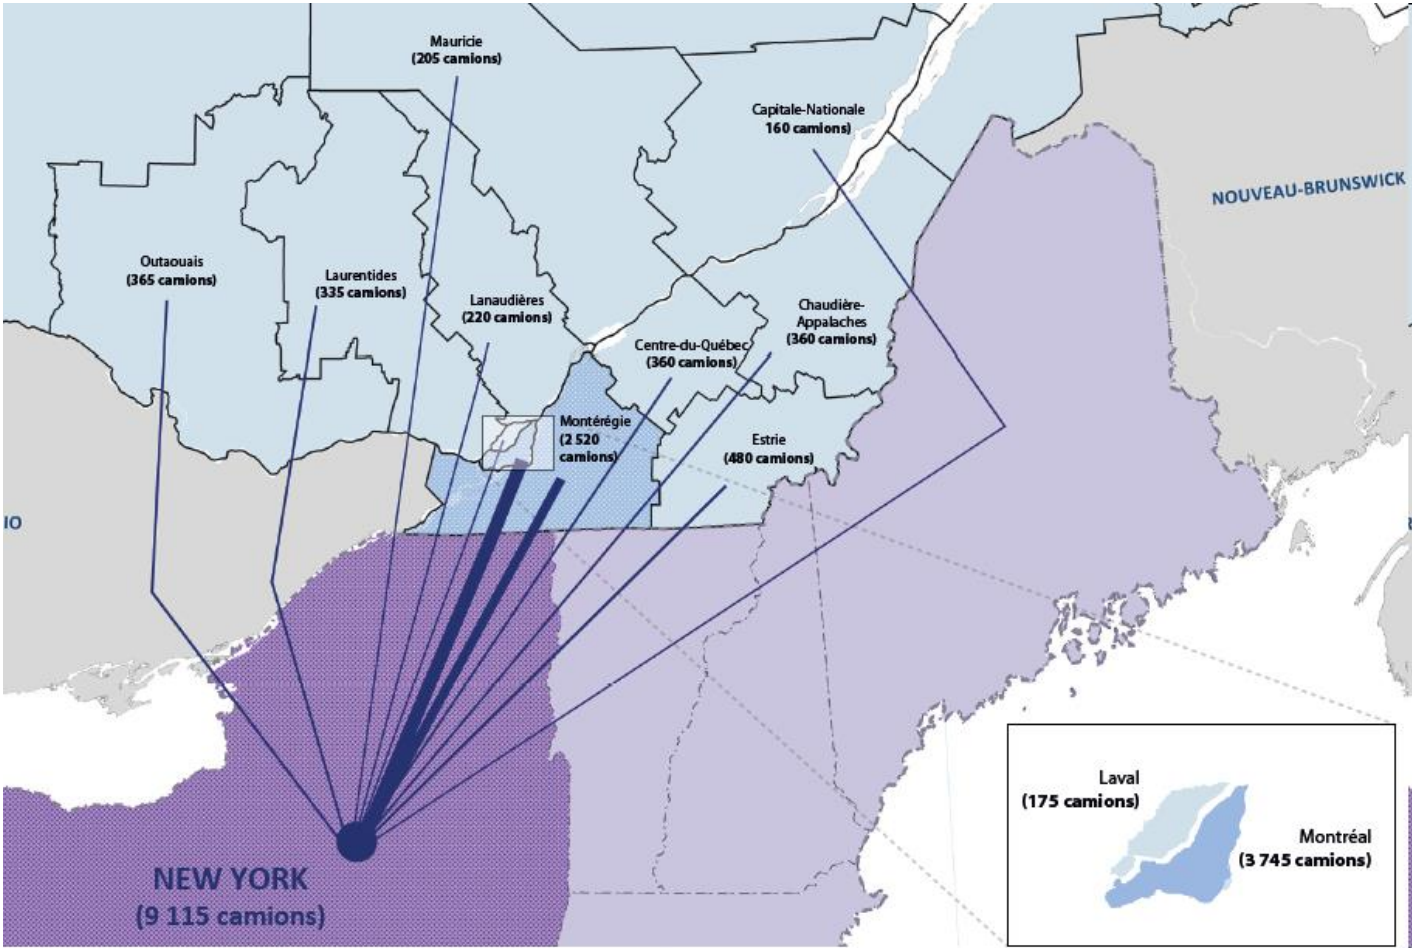 Mauricie
(205 camions)
Capitale-Nationale
160 camions)
NOUVEAU-BRUNSWICK
Outaouais
(365 camions)
Laurentides
(335 camions)
Lanaudières
(220 camions)
Chaudière-
Appalaches
(360 camions)
Centre-du-Québec
(360 camions)
Montérégie
(2 520
camions)
Estrie
(480 camions)
IO
Laval
(175 camions)
Montréal
(3 745 camions)
NEW YORK
(9 115 camions)